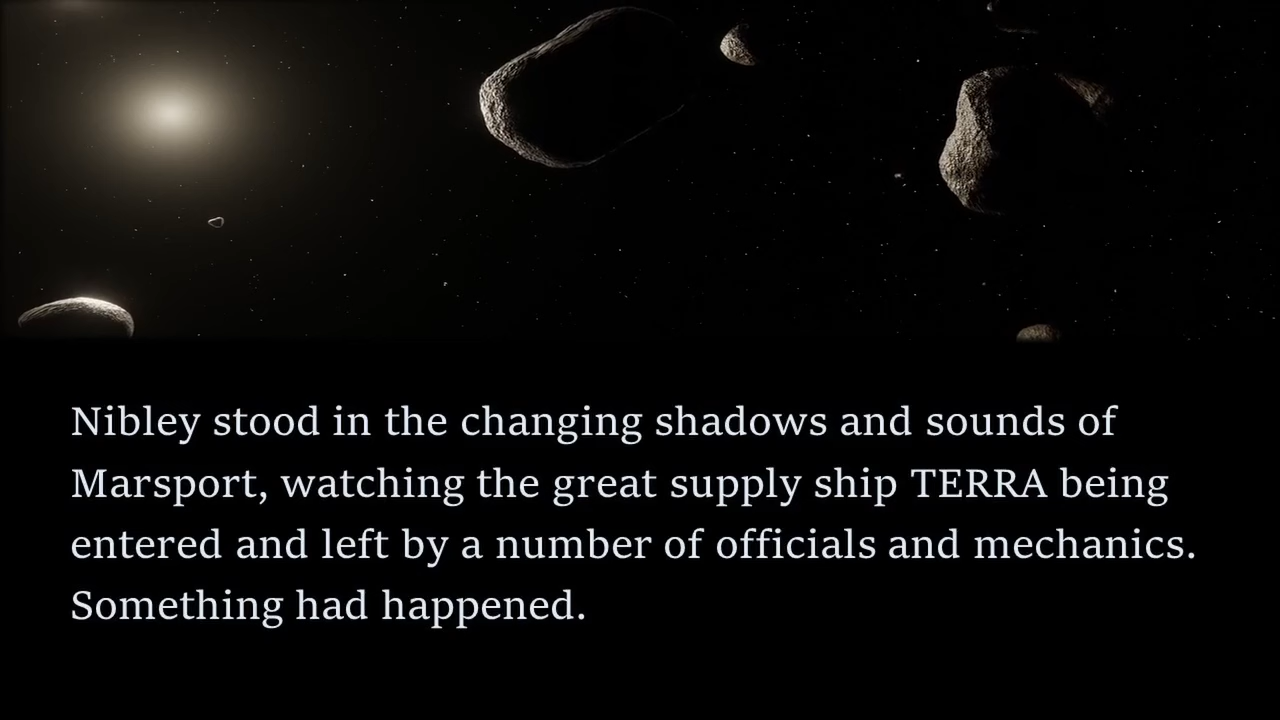 Nibley stood in the changing shadows and sounds of
Marsport, watching the great supply ship TERRA being
entered and left by a number of officials and mechanics.
Something had happened.